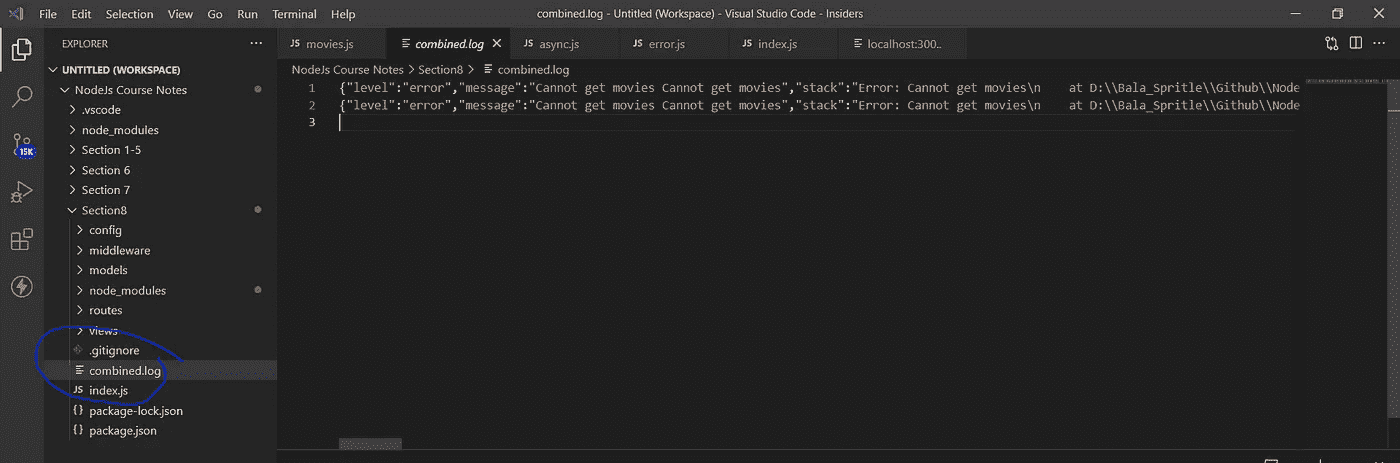 File Edit Selection View Go Run Terminal Help combined.log - Untitled (Workspace) - Visual Studio Code - Insiders
EXPLORER ··· JS movies.js combined.log JS async.js JS error.js JS index.js localhost:300.. ···
UNTITLED (WORKSPACE) NodeJs Course Notes > Section8 > combined.log
NodeJs Course Notes 1 {"level":"error","message":"Cannot get movies Cannot get movies","stack":"Error: Cannot get movies\n    at D:\\Bala_Spritle\\Github\\Node
.vscode 2 {"level":"error","message":"Cannot get movies Cannot get movies","stack":"Error: Cannot get movies\n    at D:\\Bala_Spritle\\Github\\Node
node_modules 3
15K Section 1-5
Section 6
Section 7
Section8
config
middleware
models
node_modules
routes
views
.gitignore
combined.log
JS index.js
{} package-lock.json
{} package.json